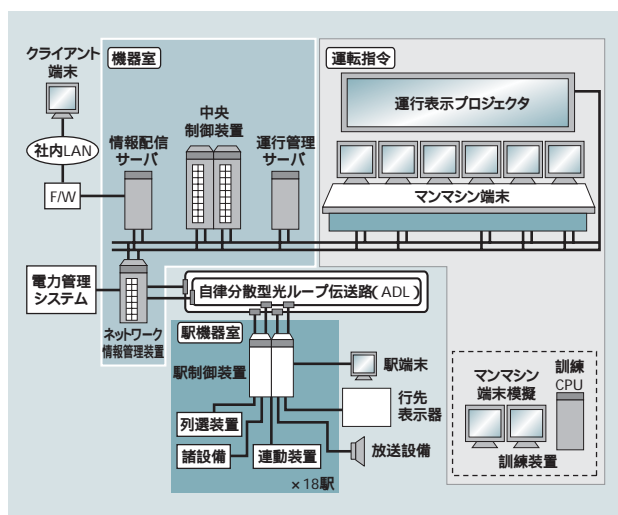 クライアント
端末
社内LAN
F/W
機器室
情報配信
サーバ
中央
制御装置
運行管理
サーバ
運転指令
運行表示プロジェクタ
マンマシン端末
電力管理
システム
ネットワーク
情報管理装置
自律分散型光ループ伝送路(ADL)
駅機器室
駅制御装置
列選装置
諸設備
連動装置
駅端末
行先
表示器
放送設備
×18駅
マンマシン
端末模擬
訓練
CPU
訓練装置